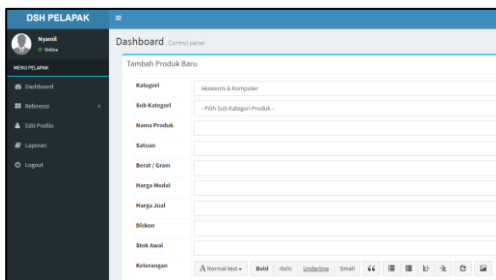 DSH PELAPAK
Nyamil
Online
MENU PELAPAK
Dashboard
Referensi
Edit Profile
Laporan
Logout
Dashboard Control panel
Tambah Produk Baru
Kategori
Aksesoris & Komputer
Sub Kategori
- Pilih Sub Kategori Produk -
Nama Produk
Satuan
Berat / Gram
Harga Modal
Harga Jual
Diskon
Stok Awal
Keterangan
Normal text
Bold
Italic
Underline
Small